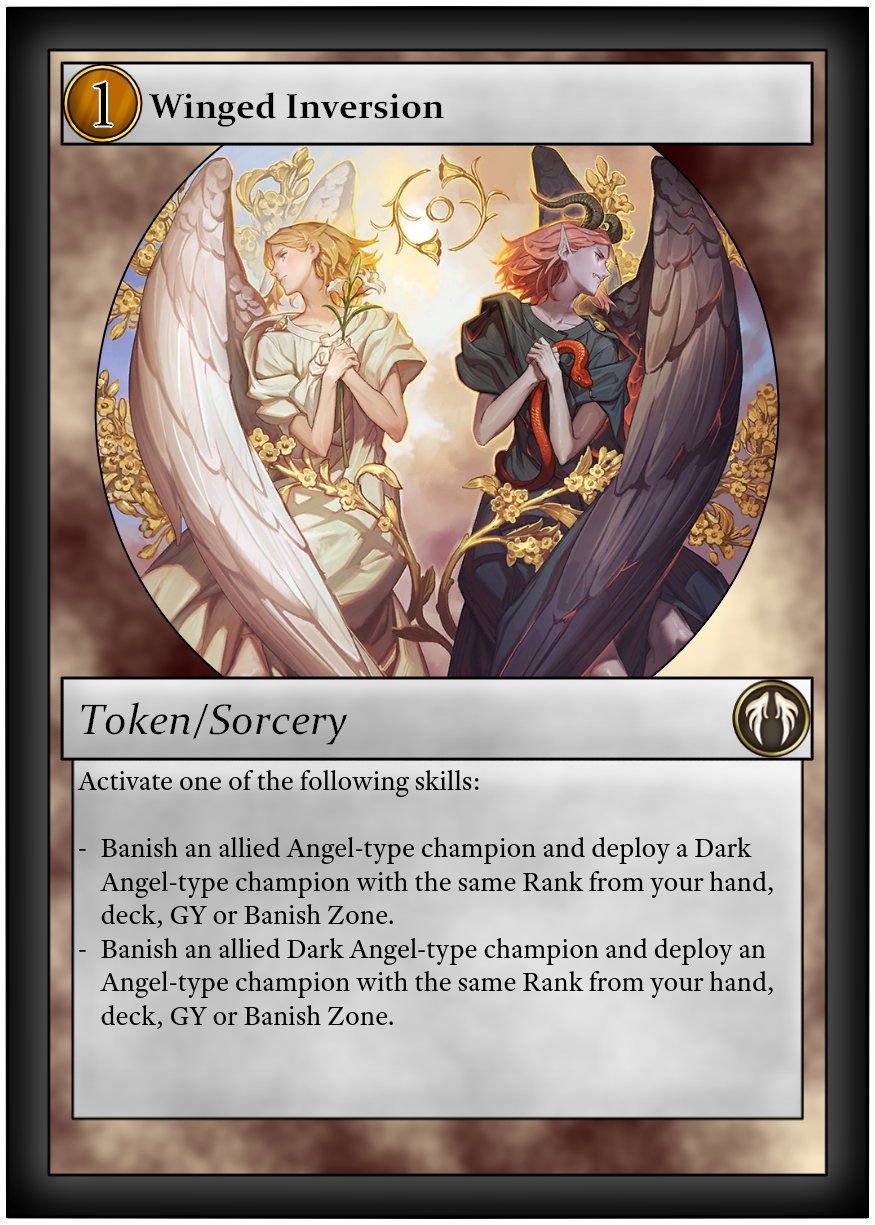 1 Winged Inversion
Token/Sorcery
Activate one of the following skills:
- Banish an allied Angel-type champion and deploy a Dark
Angel-type champion with the same Rank from your hand,
deck, GY or Banish Zone.
- Banish an allied Dark Angel-type champion and deploy an
Angel-type champion with the same Rank from your hand,
deck, GY or Banish Zone.